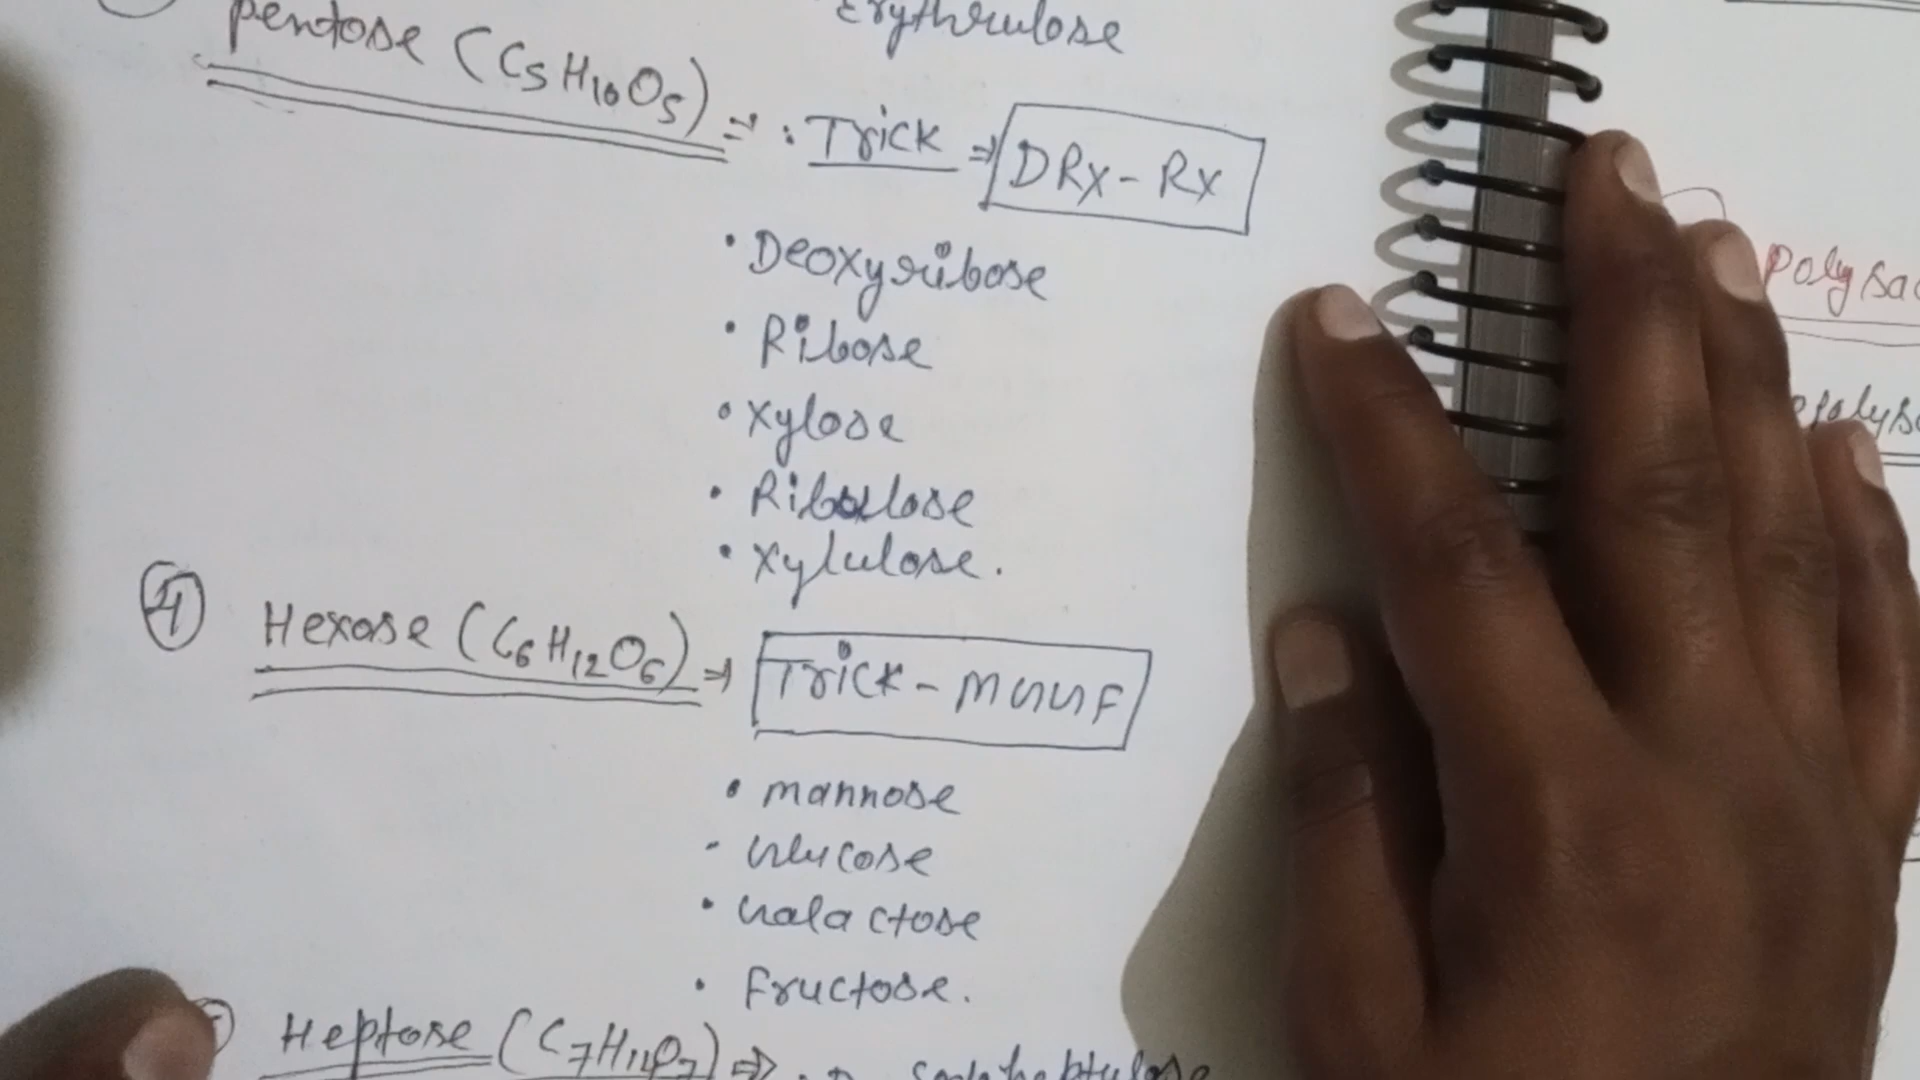 Erythrulose
Pentose (C5H10O5) ⇒ : Trick ⇒ DRX - RX
• Deoxyribose
• Ribose
• Xylose
• Ribulose
• Xylulose.
④ Hexose (C6H12O6) ⇒ Trick - MGGF
• mannose
• Glucose
• Galactose
• Fructose.
Heptose (C7H14O7) ⇒
Polysac